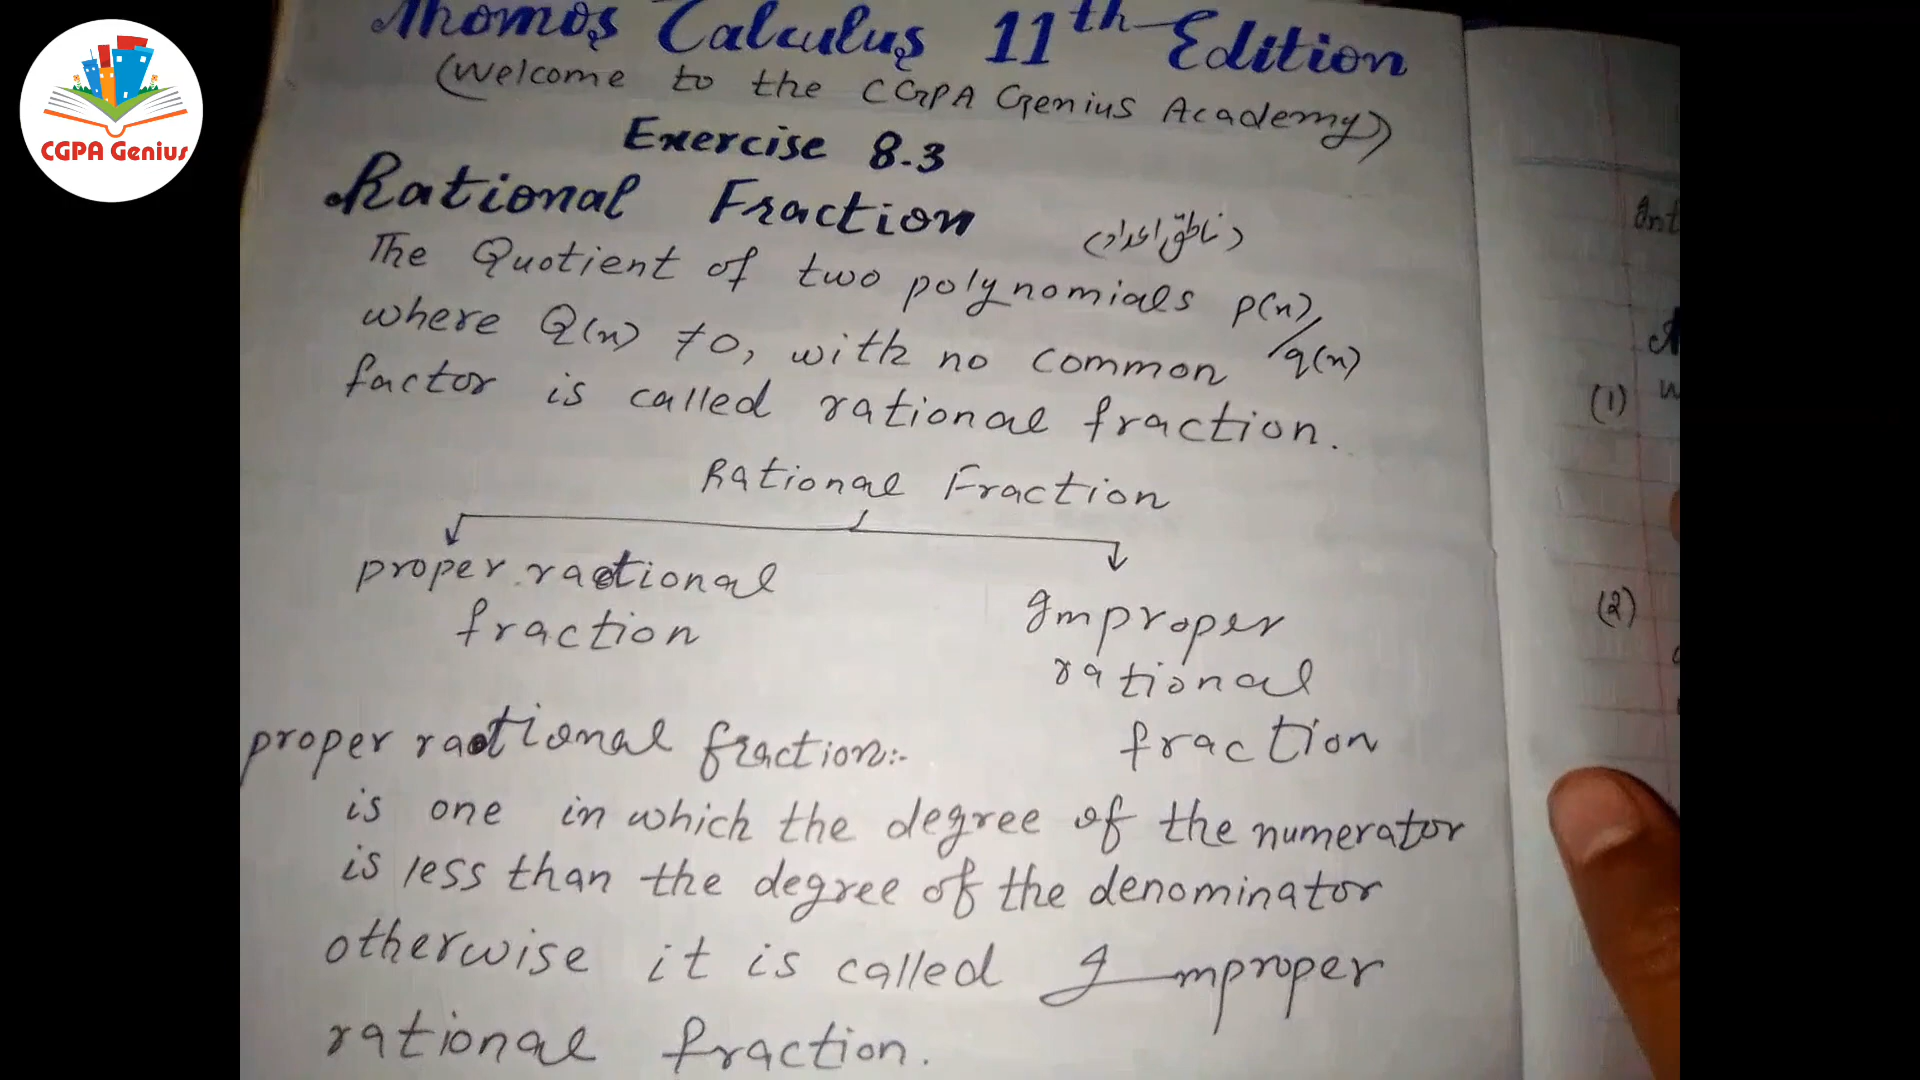 Thomas Calculus 11th Edition
(Welcome to the CGPA Genius Academy)
CGPA Genius
Exercise 8.3
Rational Fraction (ناطق اعداد)
The Quotient of two polynomials P(x)/q(x)
where Q(x) ≠ 0, with no common
factor is called rational fraction.
Rational Fraction
proper rational
fraction
Improper
rational
fraction
proper rational fraction:-
is one in which the degree of the numerator
is less than the degree of the denominator
otherwise it is called Improper
rational fraction.
Int
(1)
(2)